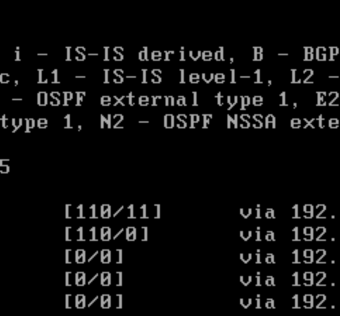 i - IS-IS derived, B - BGP
c, L1 - IS-IS level-1, L2 -
- OSPF external type 1, E2
type 1, N2 - OSPF NSSA exte
5
[110/11] via 192.
[110/0] via 192.
[0/0] via 192.
[0/0] via 192.
[0/0] via 192.